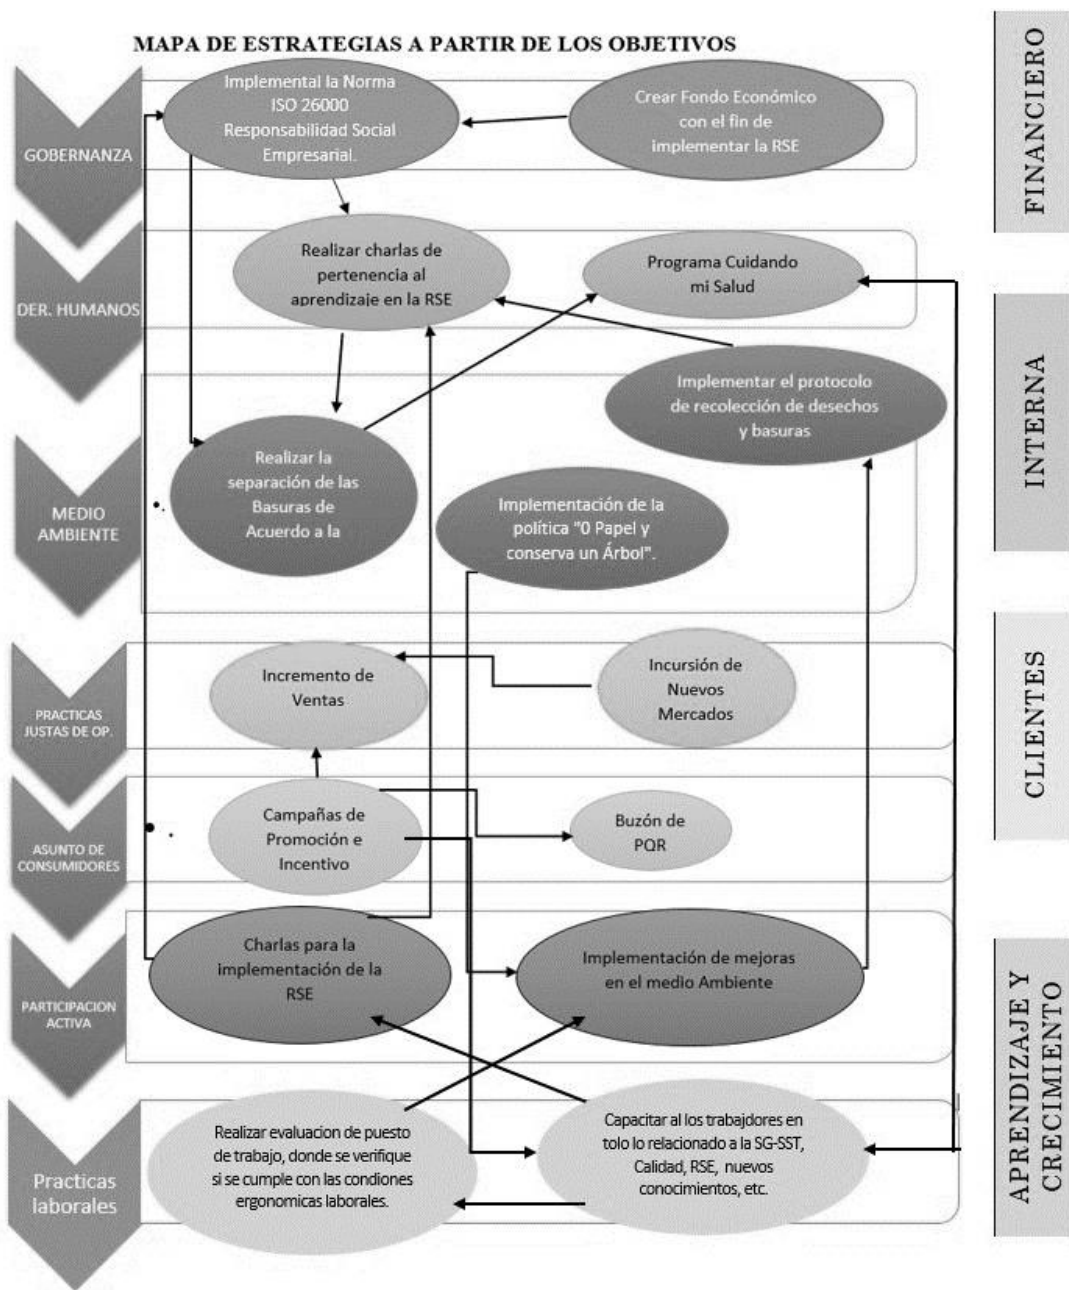 MAPA DE ESTRATEGIAS A PARTIR DE LOS OBJETIVOS
FINANCIERO
GOBERNANZA
Implemental la Norma
ISO 26000
Responsabilidad Social
Empresarial.
Crear Fondo Económico
con el fin de
implementar la RSE
DER. HUMANOS
Realizar charlas de
pertenencia al
aprendizaje en la RSE
Programa Cuidando
mi Salud
INTERNA
MEDIO
AMBIENTE
Implementar el protocolo
de recolección de desechos
y basuras
Realizar la
separación de las
Basuras de
Acuerdo a la
Implementación de la
política "0 Papel y
conserva un Árbol".
CLIENTES
PRACTICAS
JUSTAS DE OP.
Incremento de
Ventas
Incursión de
Nuevos
Mercados
ASUNTO DE
CONSUMIDORES
Campañas de
Promoción e
Incentivo
Buzón de
PQR
APRENDIZAJE Y
CRECIMIENTO
PARTICIPACION
ACTIVA
Charlas para la
implementación de la
RSE
Implementación de mejoras
en el medio Ambiente
Practicas
laborales
Realizar evaluacion de puesto
de trabajo, donde se verifique
si se cumple con las condiones
ergonomicas laborales.
Capacitar al los trabajdores en
tolo lo relacionado a la SG-SST,
Calidad, RSE, nuevos
conocimientos, etc.